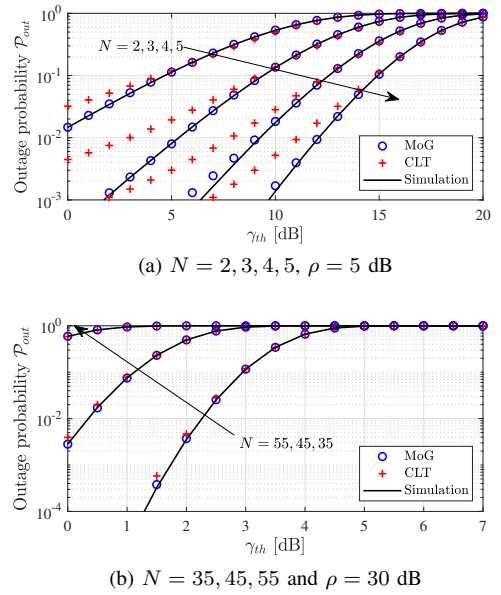 10^0
10^-1
10^-2
10^-3
Outage probability P_out
N = 2, 3, 4, 5
MoG
CLT
Simulation
0 5 10 15 20
γ_th [dB]
(a) N = 2, 3, 4, 5, ρ = 5 dB
10^0
10^-2
10^-4
Outage probability P_out
N = 55, 45, 35
MoG
CLT
Simulation
0 1 2 3 4 5 6 7
γ_th [dB]
(b) N = 35, 45, 55 and ρ = 30 dB